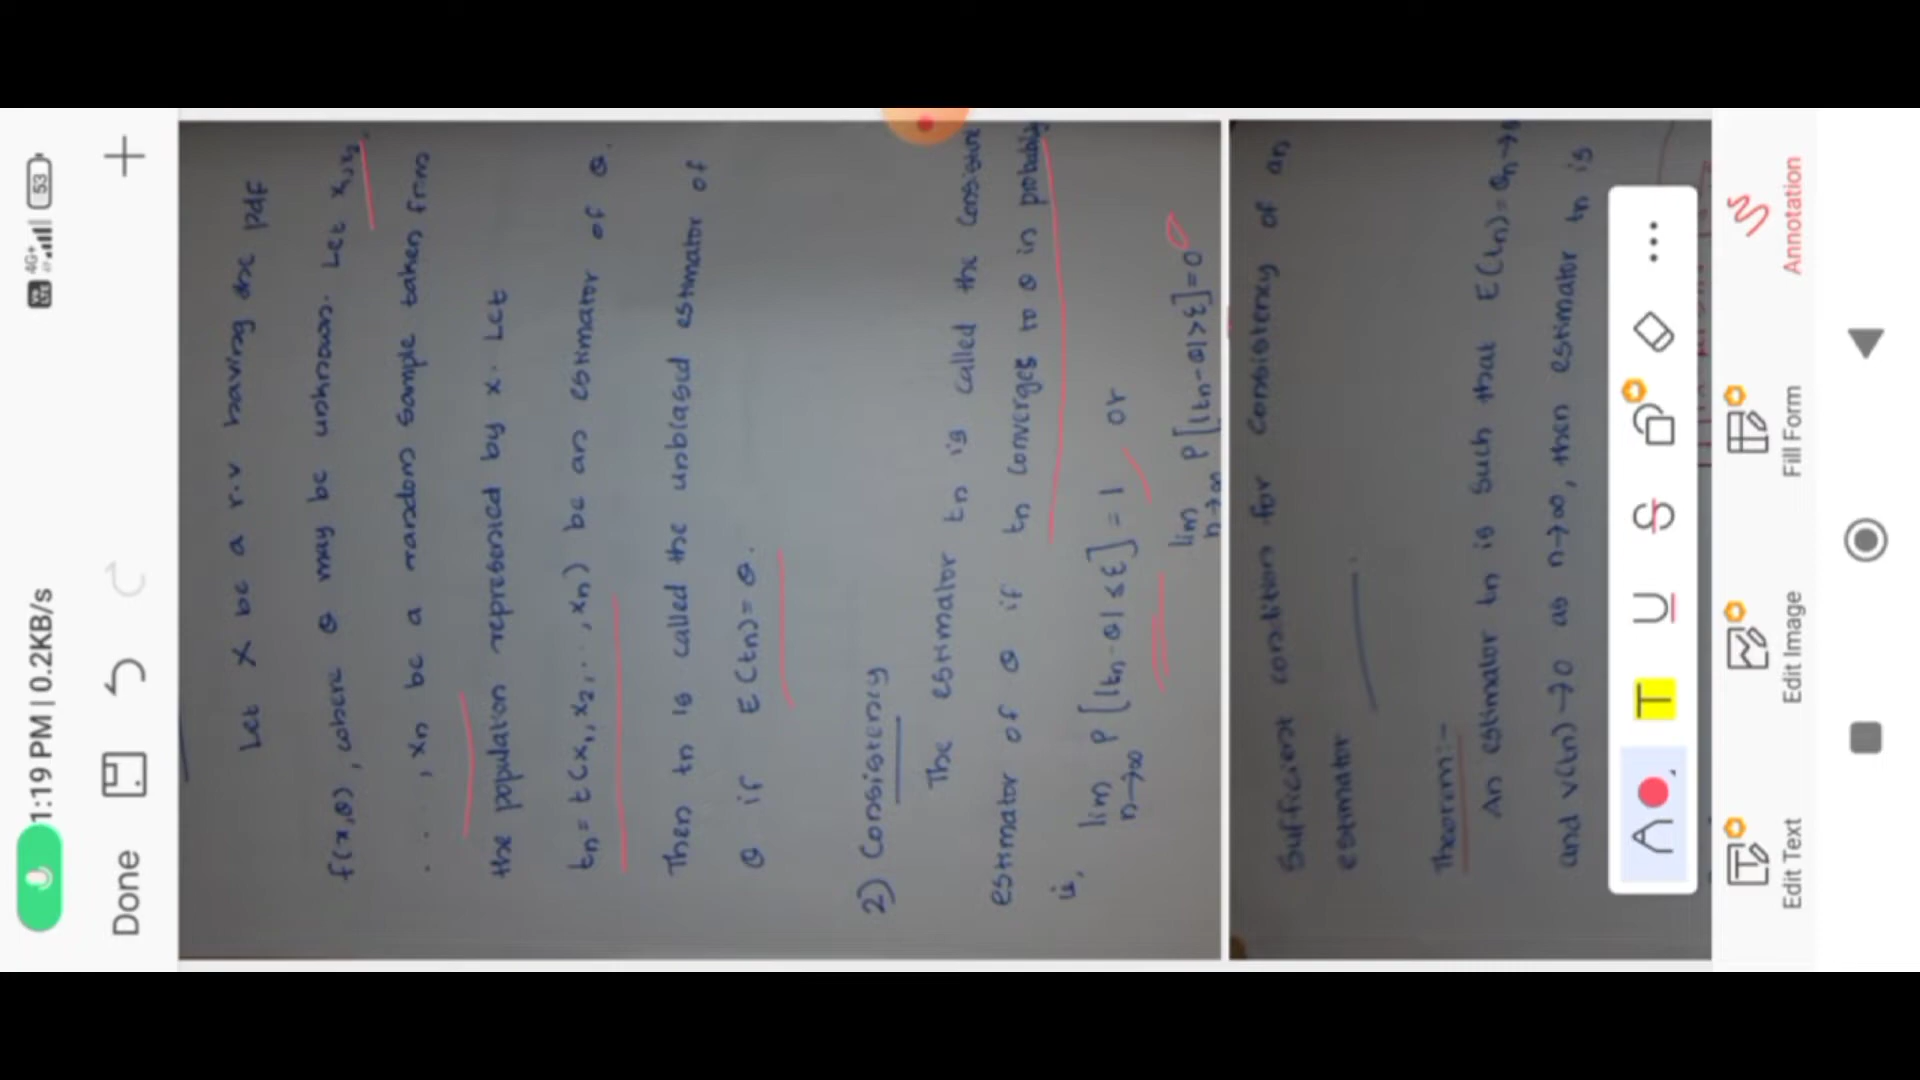 1:19 PM | 0.2KB/s
4G+
53
Done
Let X be a r.v having the pdf
f(x,θ), where θ may be unknown. Let x1,x2,
..., xn be a random sample taken from
the population represented by x. Let
tn = t(x1, x2, ..., xn) be an estimator of θ.
Then tn is called the unbiased estimator of
θ if E(tn)=θ.
2) Consistency
The estimator tn is called the
estimator of θ if tn converges to θ in
ie, lim P[|tn-θ|≤ε]=1 or
n→∞
lim P[|tn-θ|>ε]=0
n→∞
Sufficient condition for consistency of an
estimator
Theorem:-
An estimator tn is such that E(tn)=θn→θ
and v(tn)→0 as n→∞, then estimator tn is
A T U S
Edit Text
Edit Image
Fill Form
Annotation